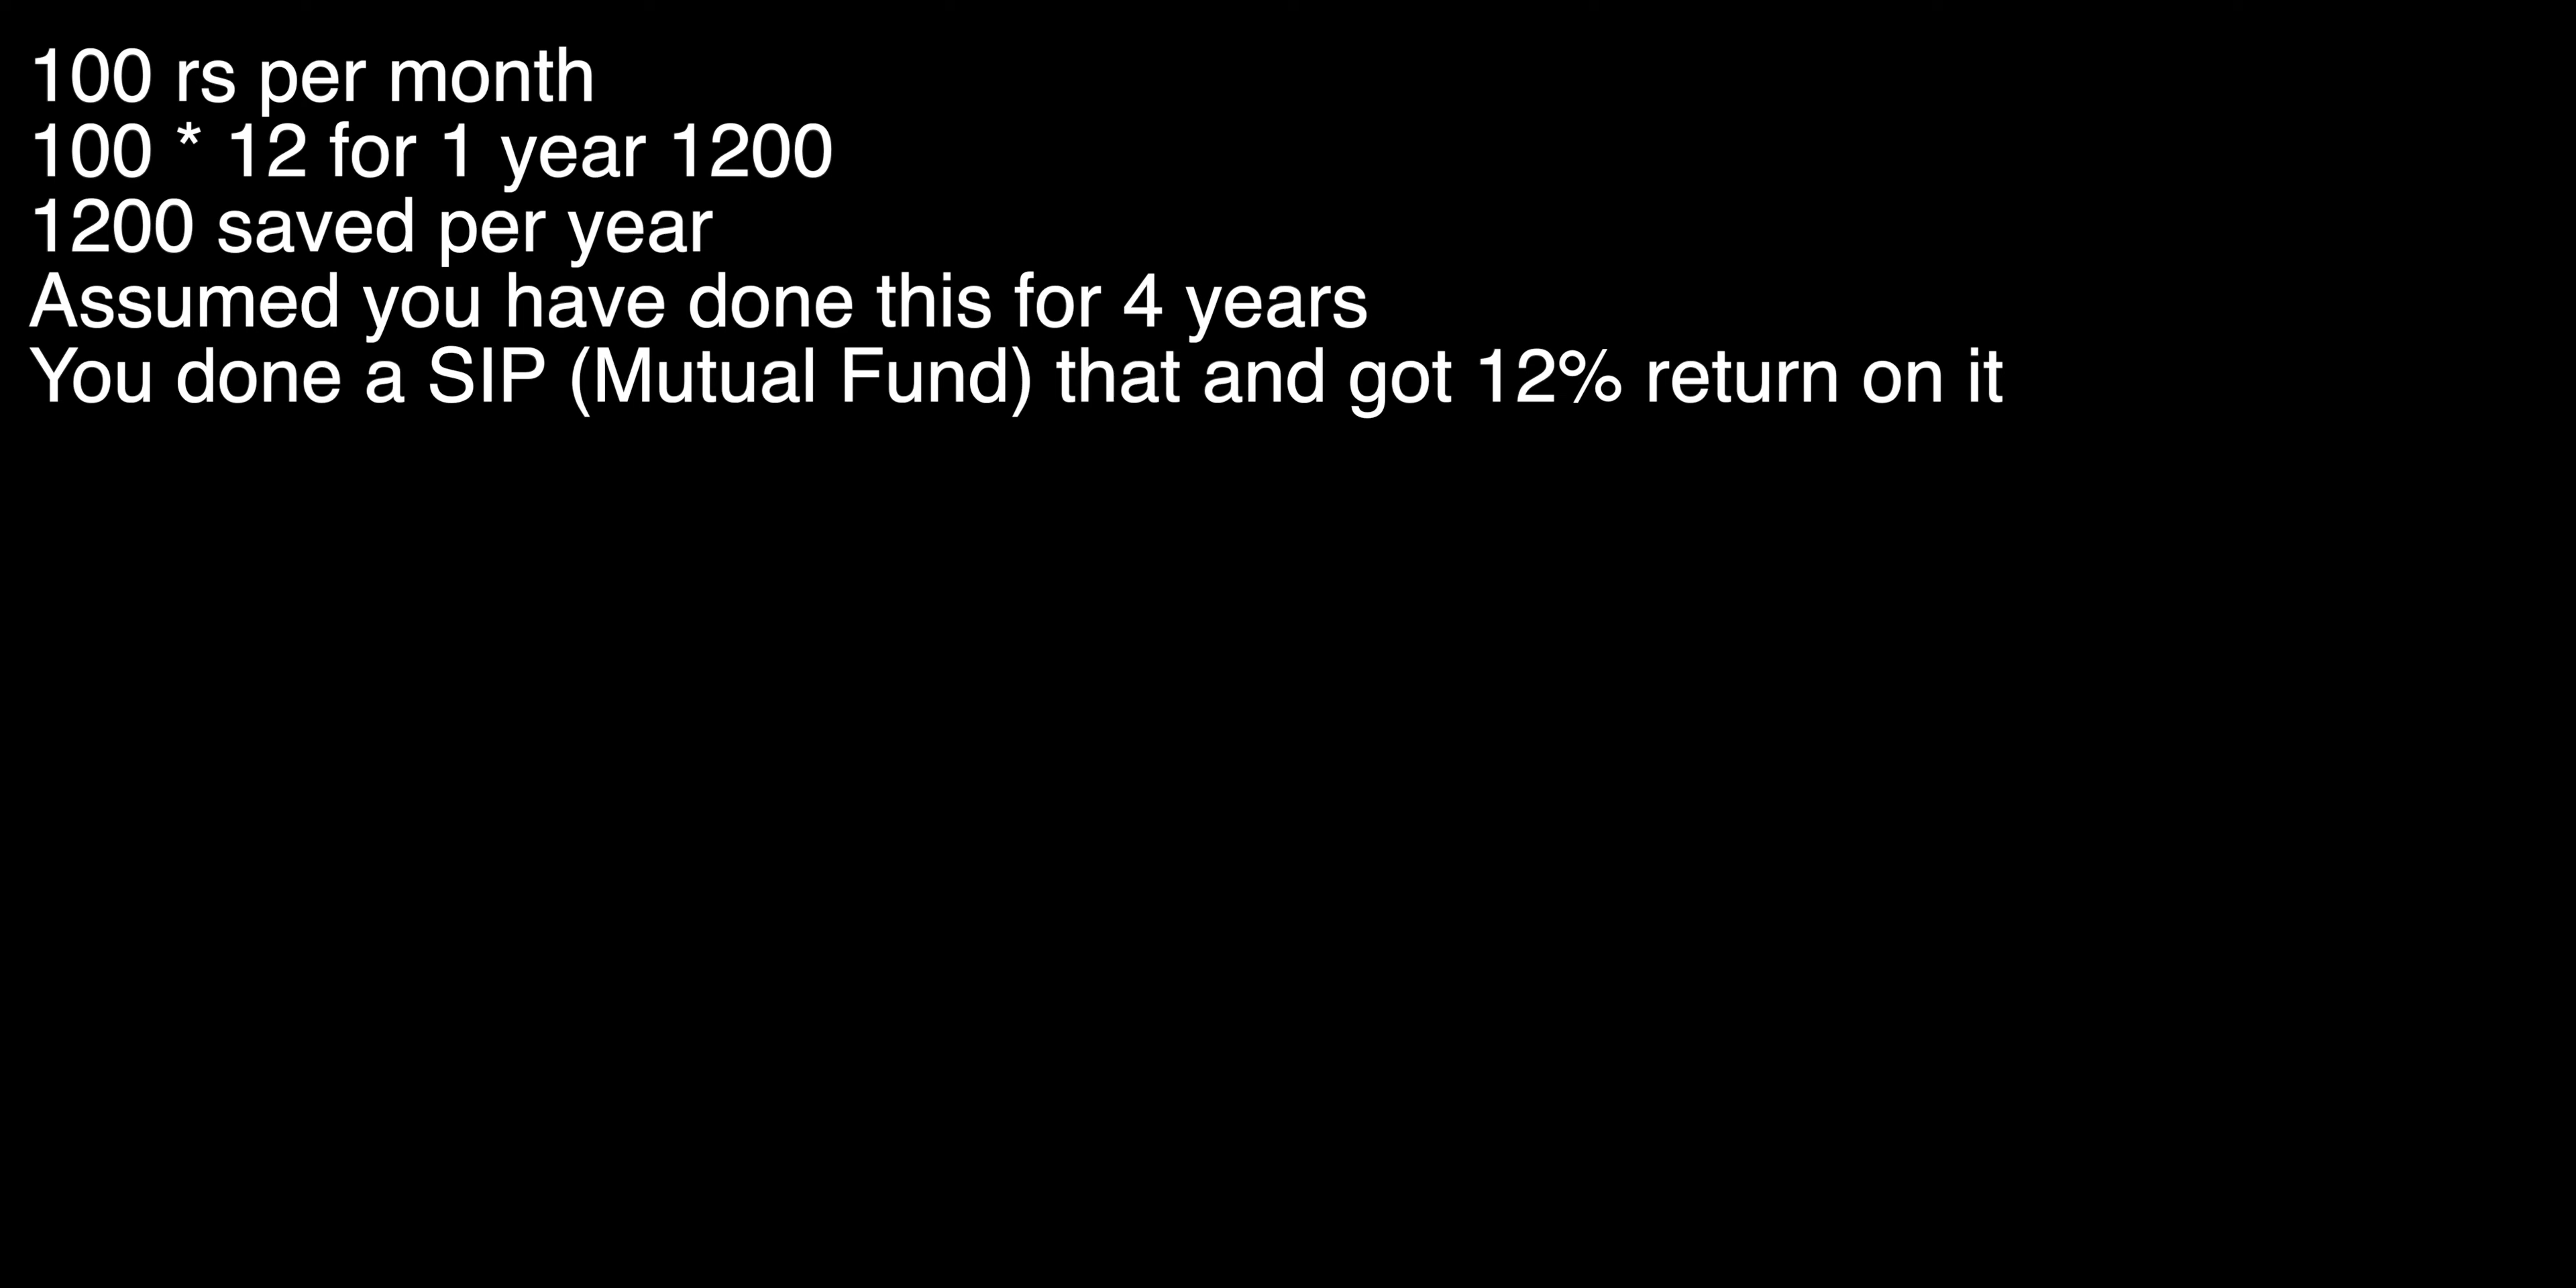 100 rs per month
100 * 12 for 1 year 1200
1200 saved per year
Assumed you have done this for 4 years
You done a SIP (Mutual Fund) that and got 12% return on it